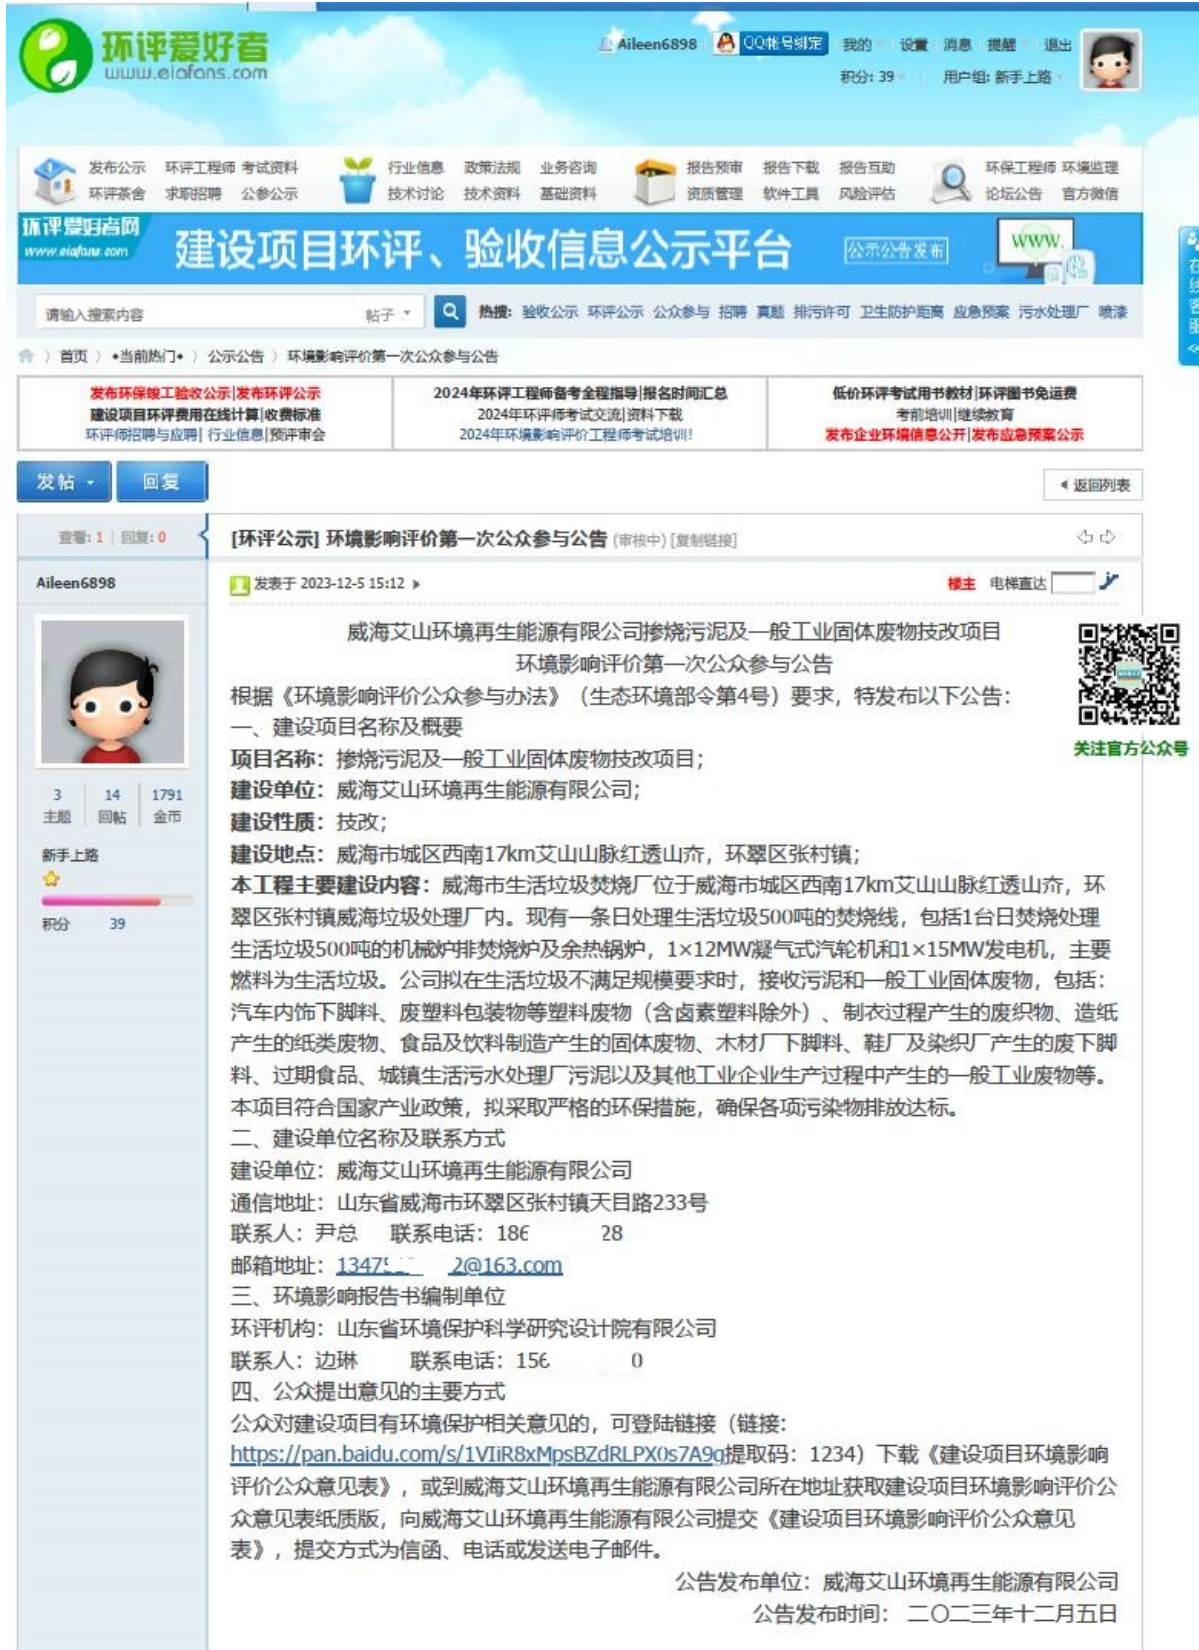 环评爱好者
www.eiafans.com
Aileen6898 QQ帐号绑定 我的 设置 消息 提醒 退出
积分: 39 用户组: 新手上路
发布公示 环评工程师 考试资料 行业信息 政策法规 业务咨询 报告预审 报告下载 报告互助 环保工程师 环境监理
环评茶舍 求职招聘 公参公示 技术讨论 技术资料 基础资料 资质管理 软件工具 风险评估 论坛公告 官方微信
环评爱好者网
www.eiafans.com
建设项目环评、验收信息公示平台
公示公告发布
www.
在线客服
请输入搜索内容 帖子 热搜: 验收公示 环评公示 公众参与 招聘 真题 排污许可 卫生防护距离 应急预案 污水处理厂 喷漆
首页 〉 •当前热门• 〉 公示公告 〉 环境影响评价第一次公众参与公告
发布环保竣工验收公示|发布环评公示 2024年环评工程师备考全程指导|报名时间汇总 低价环评考试用书教材|环评图书免运费
建设项目环评费用在线计算|收费标准 2024年环评师考试交流|资料下载 考前培训|继续教育
环评师招聘与应聘| 行业信息|预评审会 2024年环境影响评价工程师考试培训! 发布企业环境信息公开|发布应急预案公示
发帖 回复 返回列表
查看: 1 | 回复: 0 [环评公示] 环境影响评价第一次公众参与公告 (审核中) [复制链接]
Aileen6898 发表于 2023-12-5 15:12 楼主 电梯直达
3 14 1791
主题 回帖 金币
新手上路
积分 39
关注官方公众号
威海艾山环境再生能源有限公司掺烧污泥及一般工业固体废物技改项目
环境影响评价第一次公众参与公告
根据《环境影响评价公众参与办法》（生态环境部令第4号）要求，特发布以下公告：
一、建设项目名称及概要
项目名称：掺烧污泥及一般工业固体废物技改项目；
建设单位：威海艾山环境再生能源有限公司；
建设性质：技改；
建设地点：威海市城区西南17km艾山山脉红透山夼，环翠区张村镇；
本工程主要建设内容：威海市生活垃圾焚烧厂位于威海市城区西南17km艾山山脉红透山夼，环
翠区张村镇威海垃圾处理厂内。现有一条日处理生活垃圾500吨的焚烧线，包括1台日焚烧处理
生活垃圾500吨的机械炉排焚烧炉及余热锅炉，1×12MW凝气式汽轮机和1×15MW发电机，主要
燃料为生活垃圾。公司拟在生活垃圾不满足规模要求时，接收污泥和一般工业固体废物，包括：
汽车内饰下脚料、废塑料包装物等塑料废物（含卤素塑料除外）、制衣过程产生的废织物、造纸
产生的纸类废物、食品及饮料制造产生的固体废物、木材厂下脚料、鞋厂及染织厂产生的废下脚
料、过期食品、城镇生活污水处理厂污泥以及其他工业企业生产过程中产生的一般工业废物等。
本项目符合国家产业政策，拟采取严格的环保措施，确保各项污染物排放达标。
二、建设单位名称及联系方式
建设单位：威海艾山环境再生能源有限公司
通信地址：山东省威海市环翠区张村镇天目路233号
联系人：尹总 联系电话：186 28
邮箱地址：1347 2@163.com
三、环境影响报告书编制单位
环评机构：山东省环境保护科学研究设计院有限公司
联系人：边琳 联系电话：156 0
四、公众提出意见的主要方式
公众对建设项目有环境保护相关意见的，可登陆链接（链接：
https://pan.baidu.com/s/1VIiR8xMpsBZdRLPX0s7A9g提取码：1234）下载《建设项目环境影响
评价公众意见表》，或到威海艾山环境再生能源有限公司所在地址获取建设项目环境影响评价公
众意见表纸质版，向威海艾山环境再生能源有限公司提交《建设项目环境影响评价公众意见
表》，提交方式为信函、电话或发送电子邮件。
公告发布单位：威海艾山环境再生能源有限公司
公告发布时间： 二〇二三年十二月五日